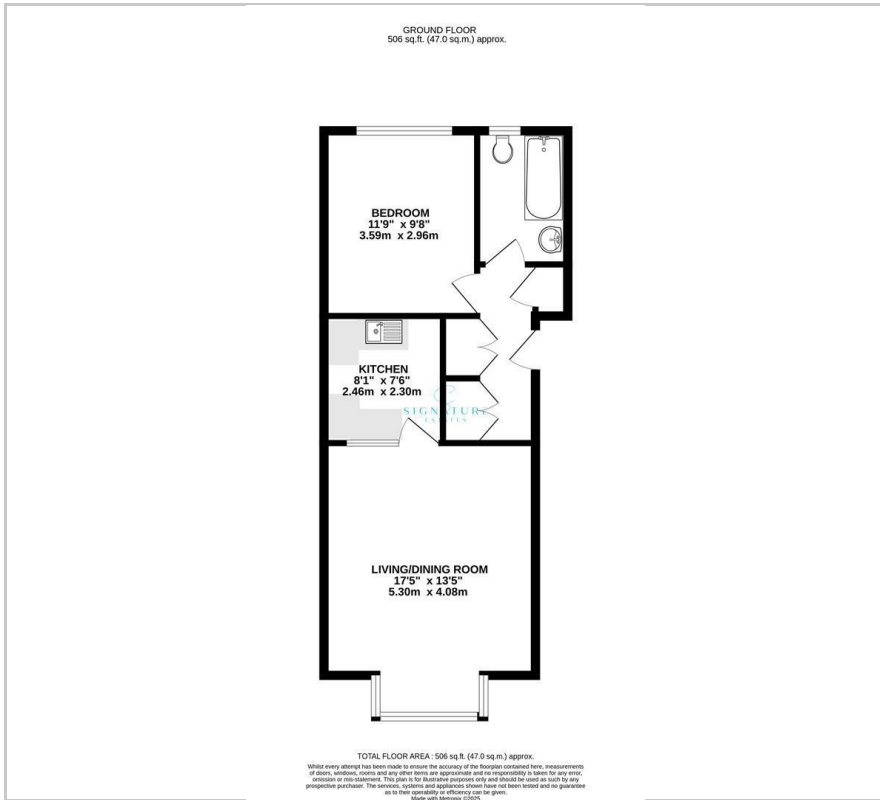 GROUND FLOOR
506 sq.ft. (47.0 sq.m.) approx.
BEDROOM
11'9" x 9'8"
3.59m x 2.96m
KITCHEN
8'1" x 7'6"
2.46m x 2.30m
SIGNATURE
ESTATES
LIVING/DINING ROOM
17'5" x 13'5"
5.30m x 4.08m
TOTAL FLOOR AREA : 506 sq.ft. (47.0 sq.m.) approx.
Whilst every attempt has been made to ensure the accuracy of the floorplan contained here, measurements
of doors, windows, rooms and any other items are approximate and no responsibility is taken for any error,
omission or mis-statement. This plan is for illustrative purposes only and should be used as such by any
prospective purchaser. The services, systems and appliances shown have not been tested and no guarantee
as to their operability or efficiency can be given.
Made with Metropix ©2025